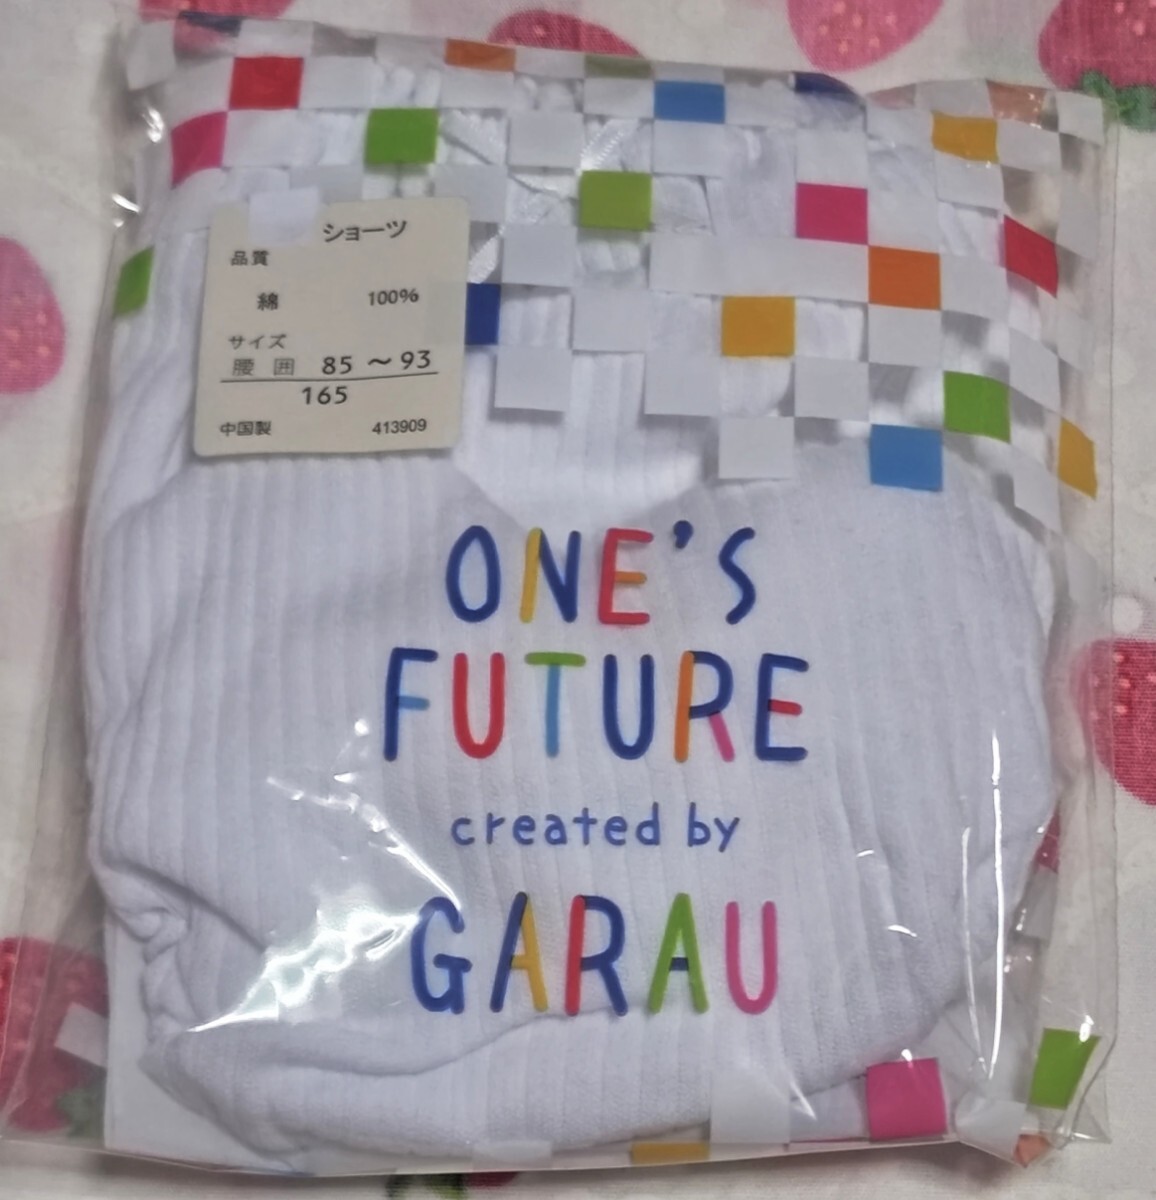 ショーツ
品質
綿 100%
サイズ
腰囲 85～93
165
中国製 413909
ONE'S
FUTURE
created by
GARAU